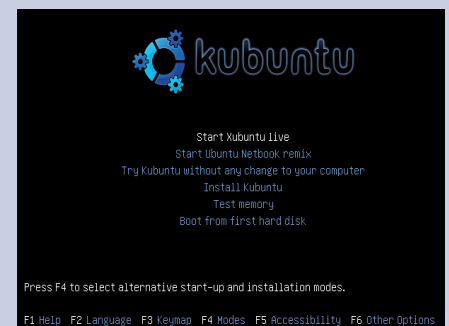 kubuntu
Start Xubuntu live
Start Ubuntu Netbook remix
Try Kubuntu without any change to your computer
Install Kubuntu
Test memory
Boot from first hard disk
Press F4 to select alternative start-up and installation modes.
F1 Help F2 Language F3 Keymap F4 Modes F5 Accessibility F6 Other Options